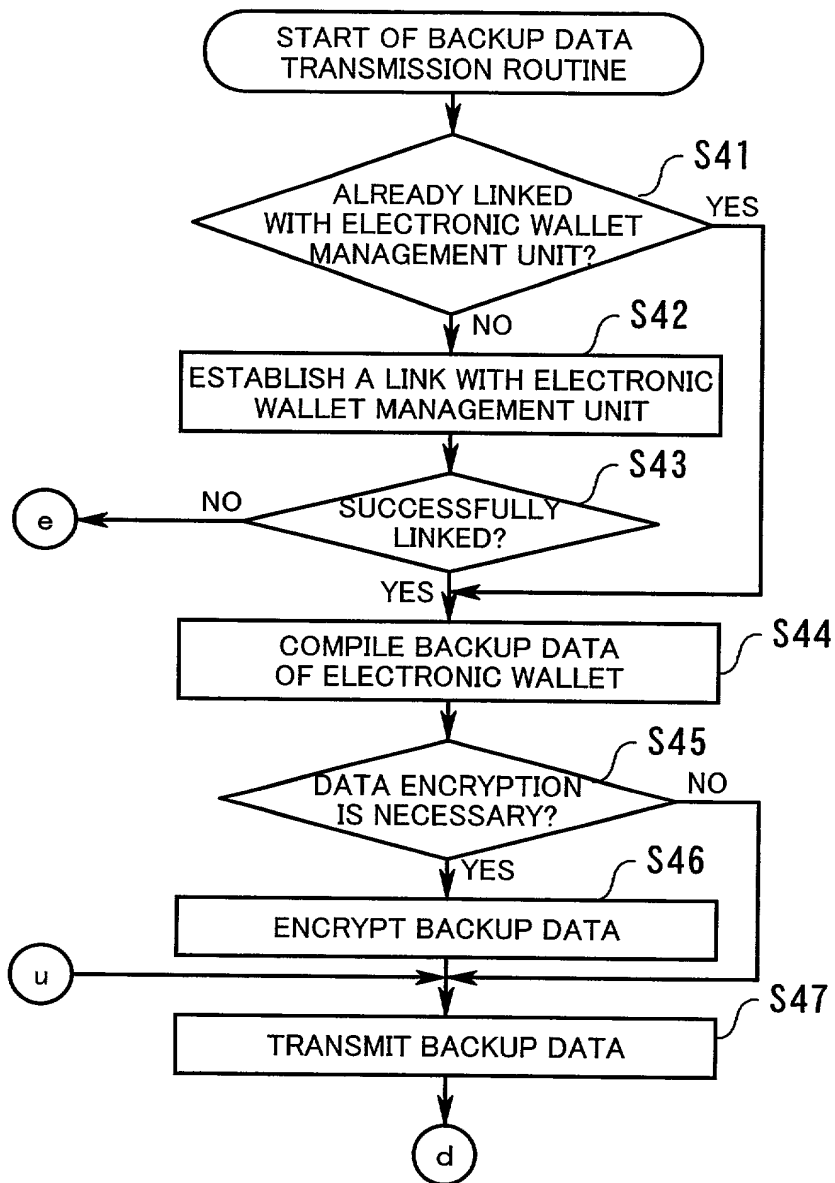 START OF BACKUP DATA
TRANSMISSION ROUTINE
S41
ALREADY LINKED
WITH ELECTRONIC WALLET
MANAGEMENT UNIT?
YES
NO
S42
ESTABLISH A LINK WITH ELECTRONIC
WALLET MANAGEMENT UNIT
S43
NO
e
SUCCESSFULLY
LINKED?
YES
S44
COMPILE BACKUP DATA
OF ELECTRONIC WALLET
S45
DATA ENCRYPTION
IS NECESSARY?
NO
YES
S46
ENCRYPT BACKUP DATA
u
S47
TRANSMIT BACKUP DATA
d